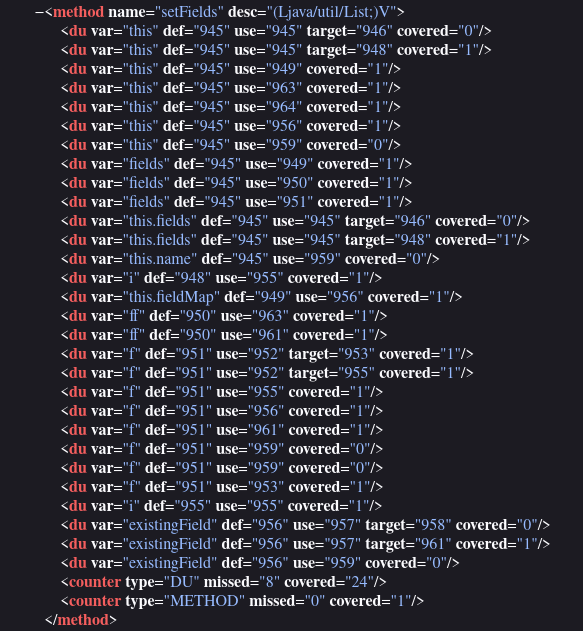 −<method name="setFields" desc="(Ljava/util/List;)V">
<du var="this" def="945" use="945" target="946" covered="0"/>
<du var="this" def="945" use="945" target="948" covered="1"/>
<du var="this" def="945" use="949" covered="1"/>
<du var="this" def="945" use="963" covered="1"/>
<du var="this" def="945" use="964" covered="1"/>
<du var="this" def="945" use="956" covered="1"/>
<du var="this" def="945" use="959" covered="0"/>
<du var="fields" def="945" use="949" covered="1"/>
<du var="fields" def="945" use="950" covered="1"/>
<du var="fields" def="945" use="951" covered="1"/>
<du var="this.fields" def="945" use="945" target="946" covered="0"/>
<du var="this.fields" def="945" use="945" target="948" covered="1"/>
<du var="this.name" def="945" use="959" covered="0"/>
<du var="i" def="948" use="955" covered="1"/>
<du var="this.fieldMap" def="949" use="956" covered="1"/>
<du var="ff" def="950" use="963" covered="1"/>
<du var="ff" def="950" use="961" covered="1"/>
<du var="f" def="951" use="952" target="953" covered="1"/>
<du var="f" def="951" use="952" target="955" covered="1"/>
<du var="f" def="951" use="955" covered="1"/>
<du var="f" def="951" use="956" covered="1"/>
<du var="f" def="951" use="961" covered="1"/>
<du var="f" def="951" use="959" covered="0"/>
<du var="f" def="951" use="959" covered="0"/>
<du var="f" def="951" use="953" covered="1"/>
<du var="i" def="955" use="955" covered="1"/>
<du var="existingField" def="956" use="957" target="958" covered="0"/>
<du var="existingField" def="956" use="957" target="961" covered="1"/>
<du var="existingField" def="956" use="959" covered="0"/>
<counter type="DU" missed="8" covered="24"/>
<counter type="METHOD" missed="0" covered="1"/>
</method>